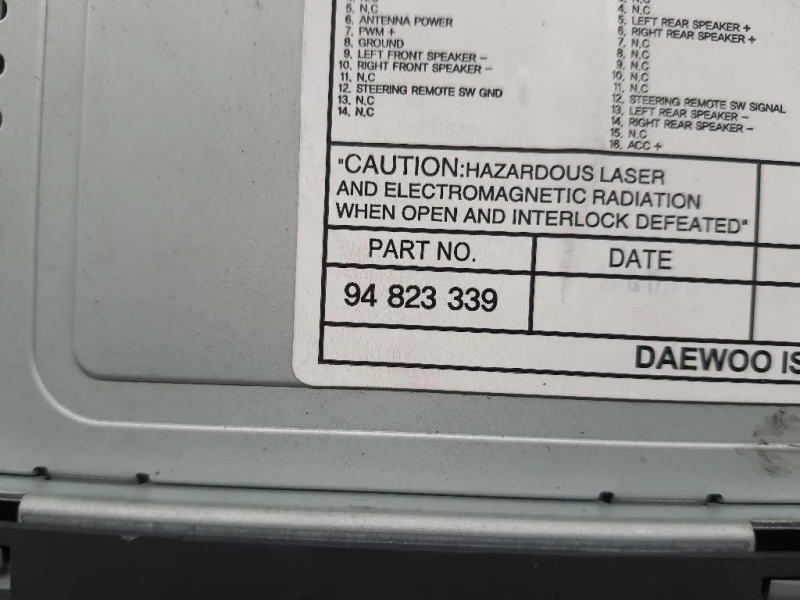 5. N,C
6. ANTENNA POWER
7. PWM +
8. GROUND
9. LEFT FRONT SPEAKER –
10. RIGHT FRONT SPEAKER –
11. N,C
12. STEERING REMOTE SW GND
13. N,C
14. N,C
4. N,C
5. LEFT REAR SPEAKER +
6. RIGHT REAR SPEAKER +
7. N,C
8. N,C
9. N,C
10. N,C
11. N,C
12. STEERING REMOTE SW SIGNAL
13. LEFT REAR SPEAKER –
14. RIGHT REAR SPEAKER –
15. N,C
16. ACC +
"CAUTION:HAZARDOUS LASER
AND ELECTROMAGNETIC RADIATION
WHEN OPEN AND INTERLOCK DEFEATED"
PART NO. DATE
94 823 339
DAEWOO IS